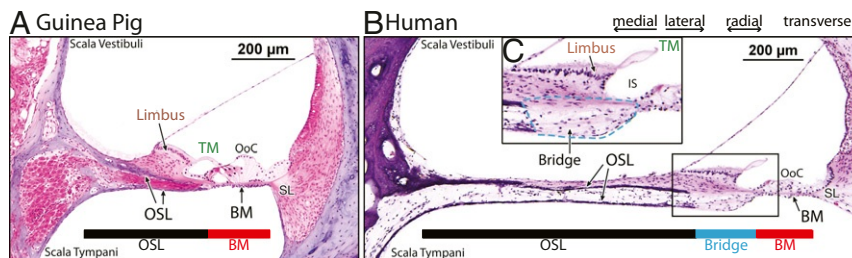 A Guinea Pig
Scala Vestibuli
200 µm
Limbus
TM
OoC
OSL
BM
SL
Scala Tympani
OSL
BM
B Human
medial lateral radial transverse
Scala Vestibuli
C
Limbus
TM
200 µm
IS
Bridge
OSL
OoC
SL
BM
OSL
Bridge
BM
Scala Tympani